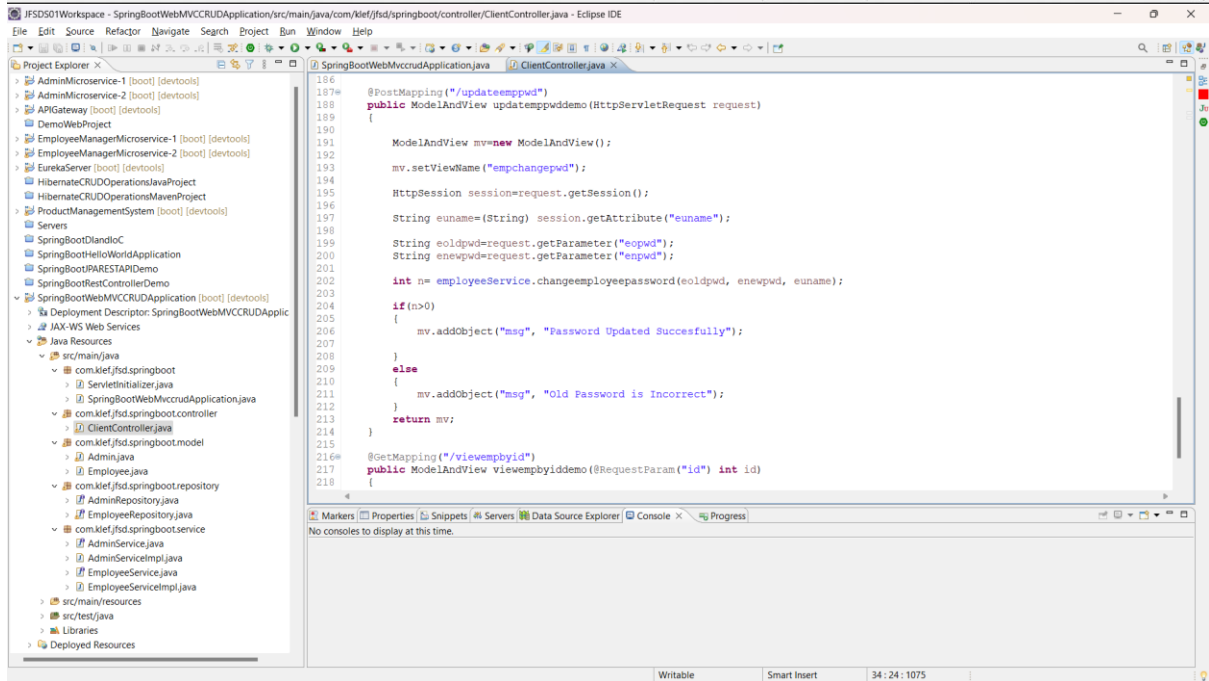 JFSDS01Workspace - SpringBootWebMVCCRUDApplication/src/main/java/com/klef/jfsd/springboot/controller/ClientController.java - Eclipse IDE
File Edit Source Refactor Navigate Search Project Run Window Help
Project Explorer
AdminMicroservice-1 [boot] [devtools]
AdminMicroservice-2 [boot] [devtools]
APIGateway [boot] [devtools]
DemoWebProject
EmployeeManagerMicroservice-1 [boot] [devtools]
EmployeeManagerMicroservice-2 [boot] [devtools]
EurekaServer [boot] [devtools]
HibernateCRUDOperationsJavaProject
HibernateCRUDOperationsMavenProject
ProductManagementSystem [boot] [devtools]
Servers
SpringBootDIandIoC
SpringBootHelloWorldApplication
SpringBootJPARESTAPIDemo
SpringBootRestControllerDemo
SpringBootWebMVCCRUDApplication [boot] [devtools]
Deployment Descriptor: SpringBootWebMVCCRUDApplic
JAX-WS Web Services
Java Resources
src/main/java
com.klef.jfsd.springboot
ServletInitializer.java
SpringBootWebMvccrudApplication.java
com.klef.jfsd.springboot.controller
ClientController.java
com.klef.jfsd.springboot.model
Admin.java
Employee.java
com.klef.jfsd.springboot.repository
AdminRepository.java
EmployeeRepository.java
com.klef.jfsd.springboot.service
AdminService.java
AdminServiceImpl.java
EmployeeService.java
EmployeeServiceImpl.java
src/main/resources
src/test/java
Libraries
Deployed Resources
SpringBootWebMvccrudApplication.java ClientController.java
186
187 @PostMapping("/updateemppwd")
188 public ModelAndView updatemppwddemo(HttpServletRequest request)
189 {
190
191 ModelAndView mv=new ModelAndView();
192
193 mv.setViewName("empchangepwd");
194
195 HttpSession session=request.getSession();
196
197 String euname=(String) session.getAttribute("euname");
198
199 String eoldpwd=request.getParameter("eopwd");
200 String enewpwd=request.getParameter("enpwd");
201
202 int n= employeeService.changeemployeepassword(eoldpwd, enewpwd, euname);
203
204 if(n>0)
205 {
206 mv.addObject("msg", "Password Updated Succesfully");
207
208 }
209 else
210 {
211 mv.addObject("msg", "Old Password is Incorrect");
212 }
213 return mv;
214 }
215
216 @GetMapping("/viewempbyid")
217 public ModelAndView viewempbyiddemo(@RequestParam("id") int id)
218 {
Markers Properties Snippets Servers Data Source Explorer Console Progress
No consoles to display at this time.
Writable Smart Insert 34 : 24 : 1075